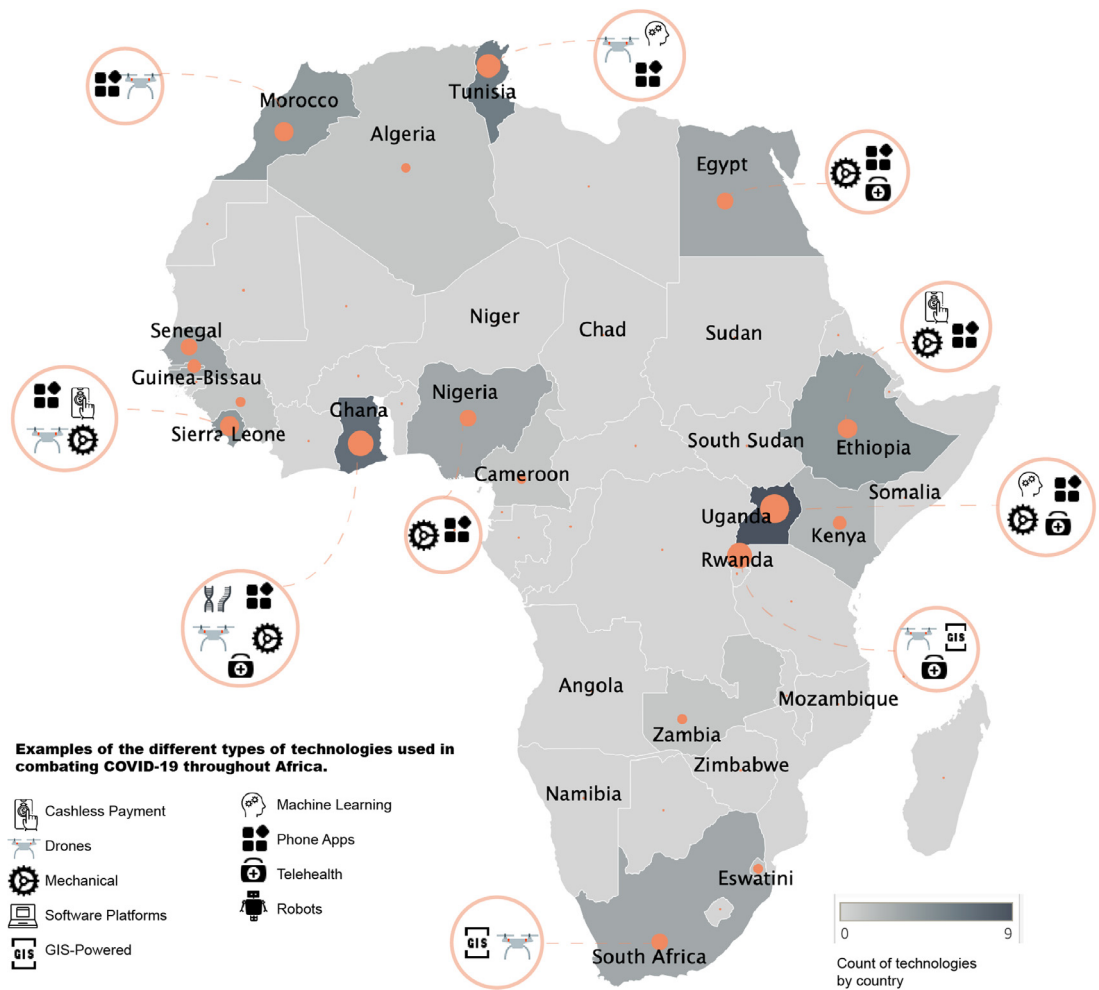 Morocco
Tunisia
Algeria
Egypt
Niger
Chad
Sudan
Senegal
Guinea-Bissau
Nigeria
Ghana
Sierra Leone
South Sudan
Ethiopia
Cameroon
Somalia
Uganda
Kenya
Rwanda
GIS
Angola
Mozambique
Zambia
Zimbabwe
Namibia
Eswatini
GIS
South Africa
Examples of the different types of technologies used in
combating COVID-19 throughout Africa.
Cashless Payment
Drones
Mechanical
Software Platforms
GIS
GIS-Powered
Machine Learning
Phone Apps
Telehealth
Robots
0
9
Count of technologies
by country